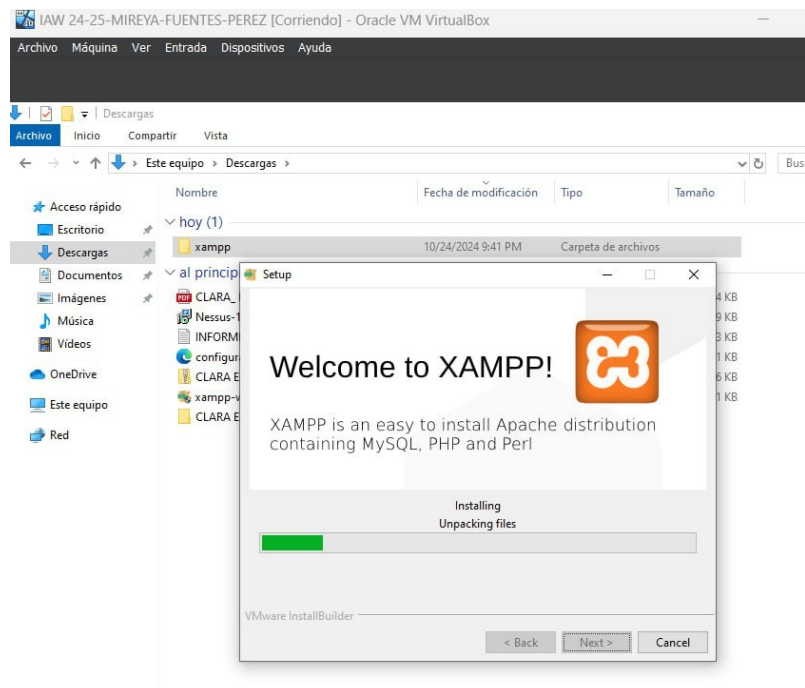 IAW 24-25-MIREYA-FUENTES-PEREZ [Corriendo] - Oracle VM VirtualBox
Archivo Máquina Ver Entrada Dispositivos Ayuda
Descargas
Archivo Inicio Compartir Vista
Este equipo > Descargas >
Bus
Nombre Fecha de modificación Tipo Tamaño
Acceso rápido
hoy (1)
Escritorio
xampp 10/24/2024 9:41 PM Carpeta de archivos
Descargas
al princip
Documentos
CLARA_
4 KB
Imágenes
Nessus-1
9 KB
Música
INFORM
3 KB
Vídeos
configur
1 KB
CLARA E
6 KB
OneDrive
xampp-w
1 KB
Este equipo
CLARA E
Red
Setup
Welcome to XAMPP!
XAMPP is an easy to install Apache distribution
containing MySQL, PHP and Perl
Installing
Unpacking files
VMware InstallBuilder
< Back Next > Cancel